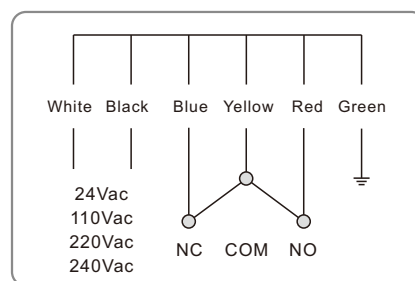 White Black Blue Yellow Red Green
24Vac
110Vac
220Vac
240Vac
NC COM NO